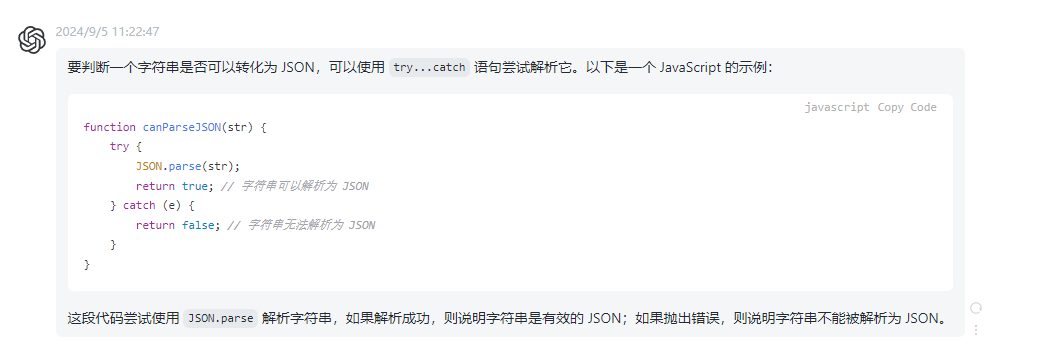 2024/9/5 11:22:47
要判断一个字符串是否可以转化为 JSON，可以使用 try...catch 语句尝试解析它。以下是一个 JavaScript 的示例：
javascript Copy Code
function canParseJSON(str) {
    try {
        JSON.parse(str);
        return true; // 字符串可以解析为 JSON
    } catch (e) {
        return false; // 字符串无法解析为 JSON
    }
}
这段代码尝试使用 JSON.parse 解析字符串，如果解析成功，则说明字符串是有效的 JSON；如果抛出错误，则说明字符串不能被解析为 JSON。